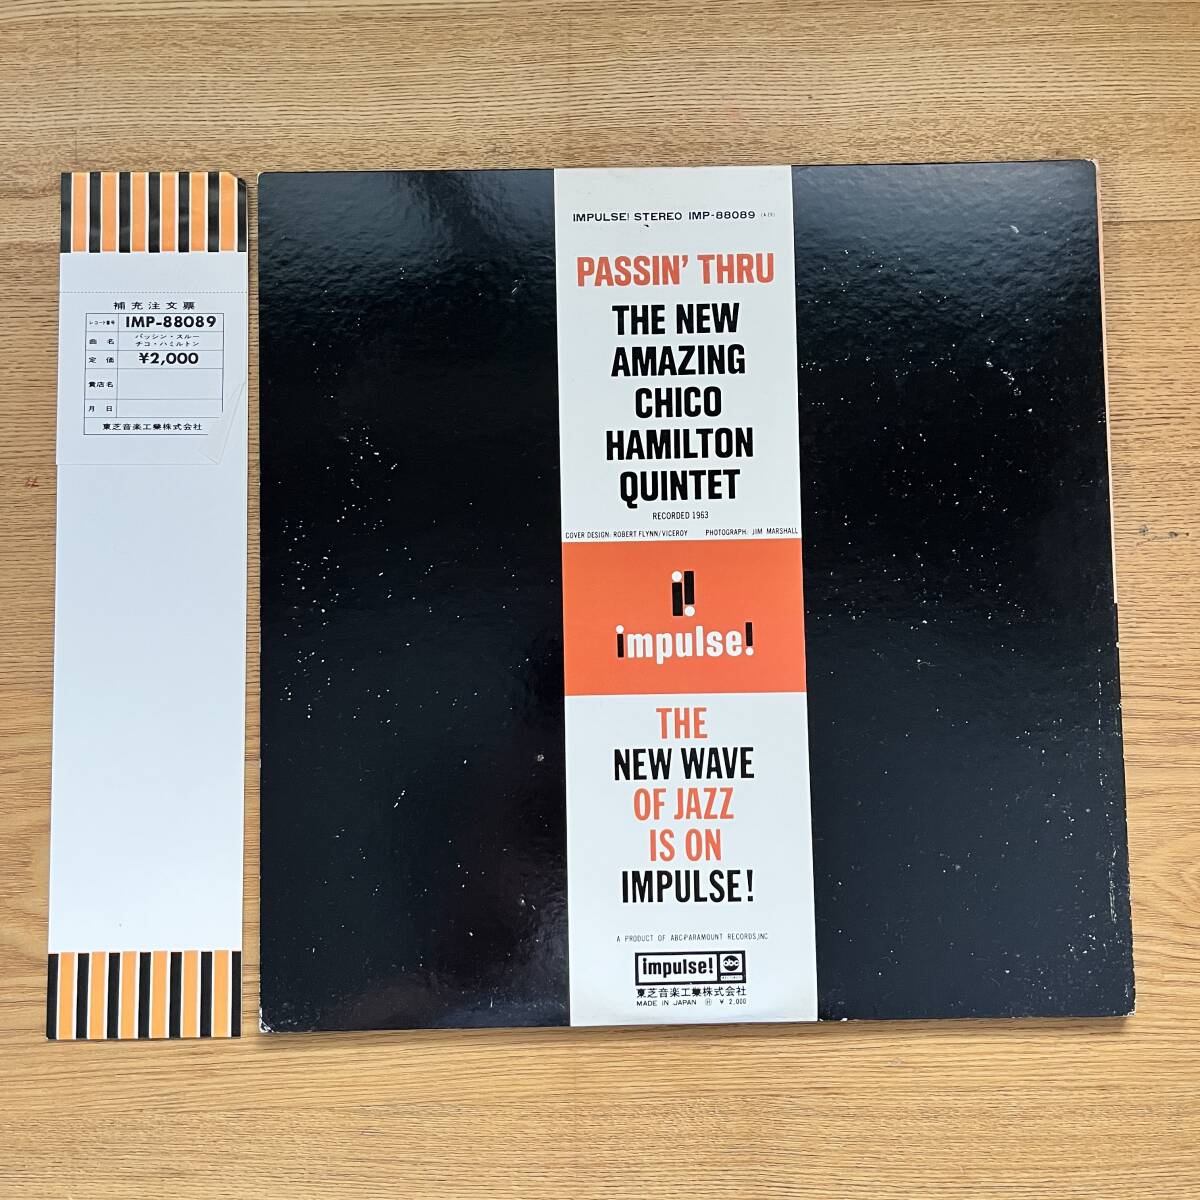 補充注文票
レコード番号 IMP-88089
曲名 パッシン・スルー
チコ・ハミルトン
定価 ¥2,000
貴店名
月日
東芝音楽工業株式会社
IMPULSE! STEREO IMP-88089
PASSIN' THRU
THE NEW
AMAZING
CHICO
HAMILTON
QUINTET
RECORDED 1963
COVER DESIGN: ROBERT FLYNN/VICEROY PHOTOGRAPH: JIM MARSHALL
i!
impulse!
THE
NEW WAVE
OF JAZZ
IS ON
IMPULSE!
A PRODUCT OF ABC-PARAMOUNT RECORDS,INC
impulse! abc
東芝音楽工業株式会社
MADE IN JAPAN Ⓗ ¥ 2,000